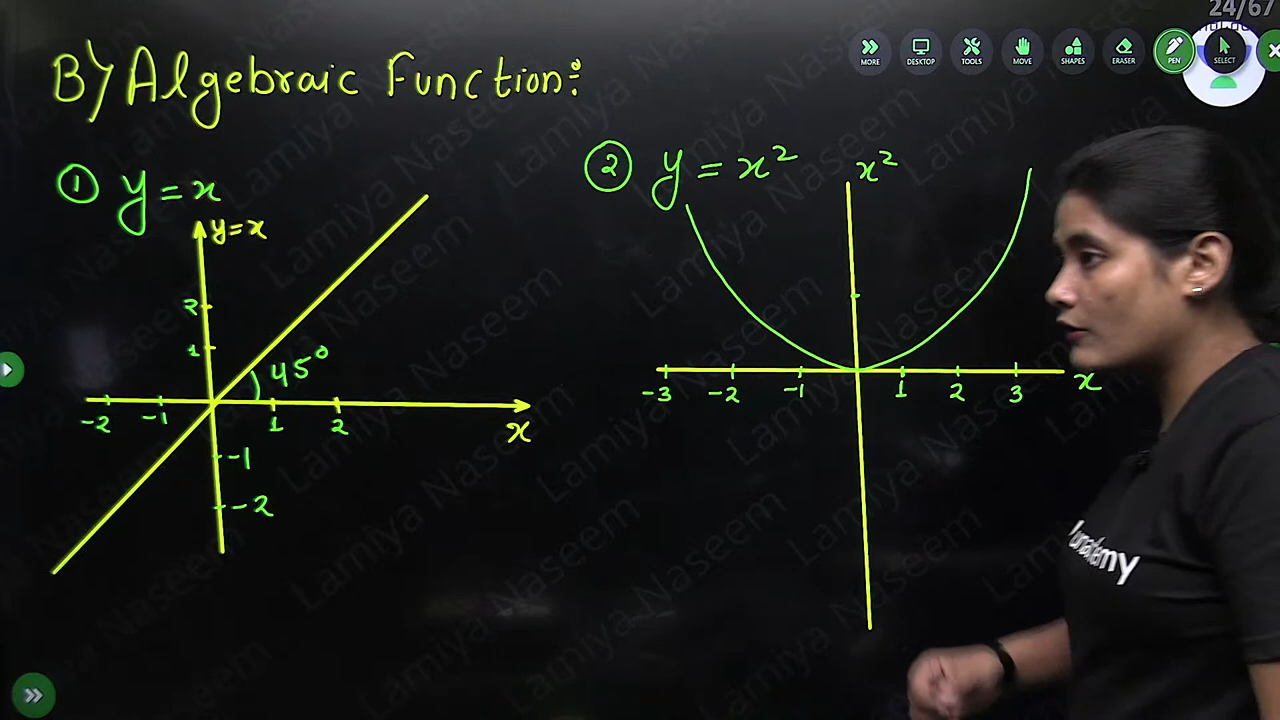 24/67
MORE DESKTOP TOOLS MOVE SHAPES ERASER PEN SELECT
B) Algebraic Function:
① y = x
y = x
2
1
45°
-2 -1 1 2
x
-1
-2
② y = x²
x²
-3 -2 -1 1 2 3
x
Lamiya Naseem